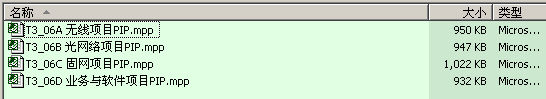 名称 大小 类型
T3_06A 无线项目PIP.mpp 950 KB Micros...
T3_06B 光网络项目PIP.mpp 947 KB Micros...
T3_06C 固网项目PIP.mpp 1,022 KB Micros...
T3_06D 业务与软件项目PIP.mpp 932 KB Micros...